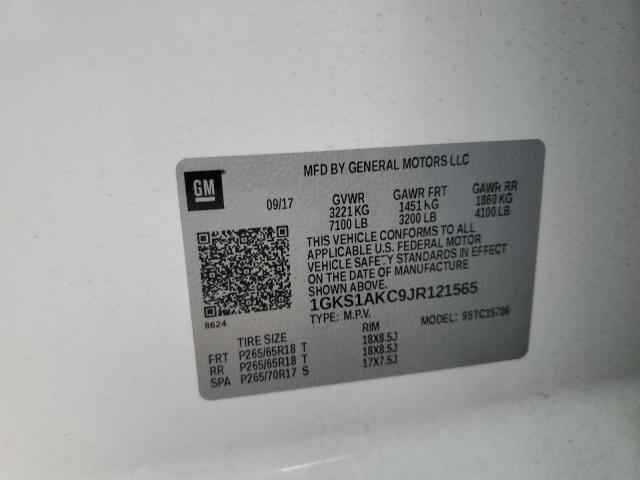 MFD BY GENERAL MOTORS LLC
GM
09/17 GVWR GAWR FRT GAWR RR
3221 KG 1451 KG 1860 KG
7100 LB 3200 LB 4100 LB
THIS VEHICLE CONFORMS TO ALL
APPLICABLE U.S. FEDERAL MOTOR
VEHICLE SAFETY STANDARDS IN EFFECT
ON THE DATE OF MANUFACTURE
SHOWN ABOVE.
1GKS1AKC9JR121565
8624
TYPE: M.P.V. MODEL: 95TC15706
TIRE SIZE RIM
FRT P265/65R18 T 18X8.5J
RR P265/65R18 T 18X8.5J
SPA P265/70R17 S 17X7.5J